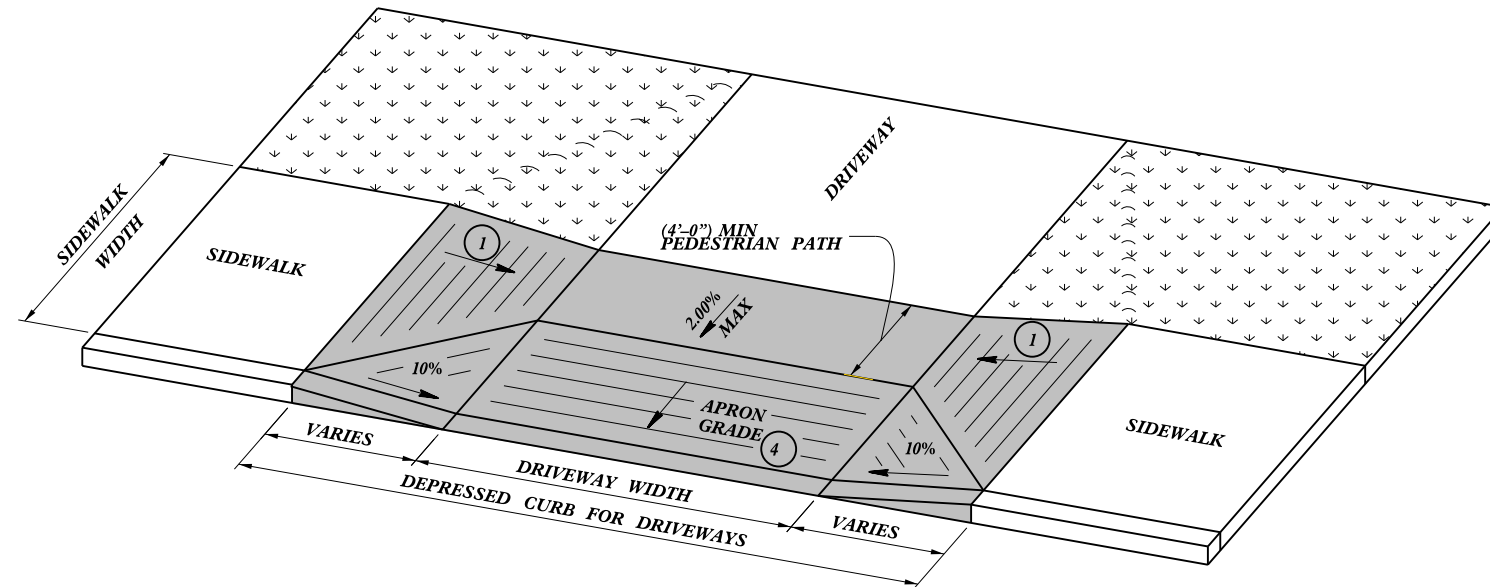 DRIVEWAY
SIDEWALK
WIDTH
(4'–0") MIN
PEDESTRIAN PATH
1
SIDEWALK
2.00%
MAX
1
10%
APRON
GRADE
4
10%
SIDEWALK
VARIES
DRIVEWAY WIDTH
DEPRESSED CURB FOR DRIVEWAYS
VARIES